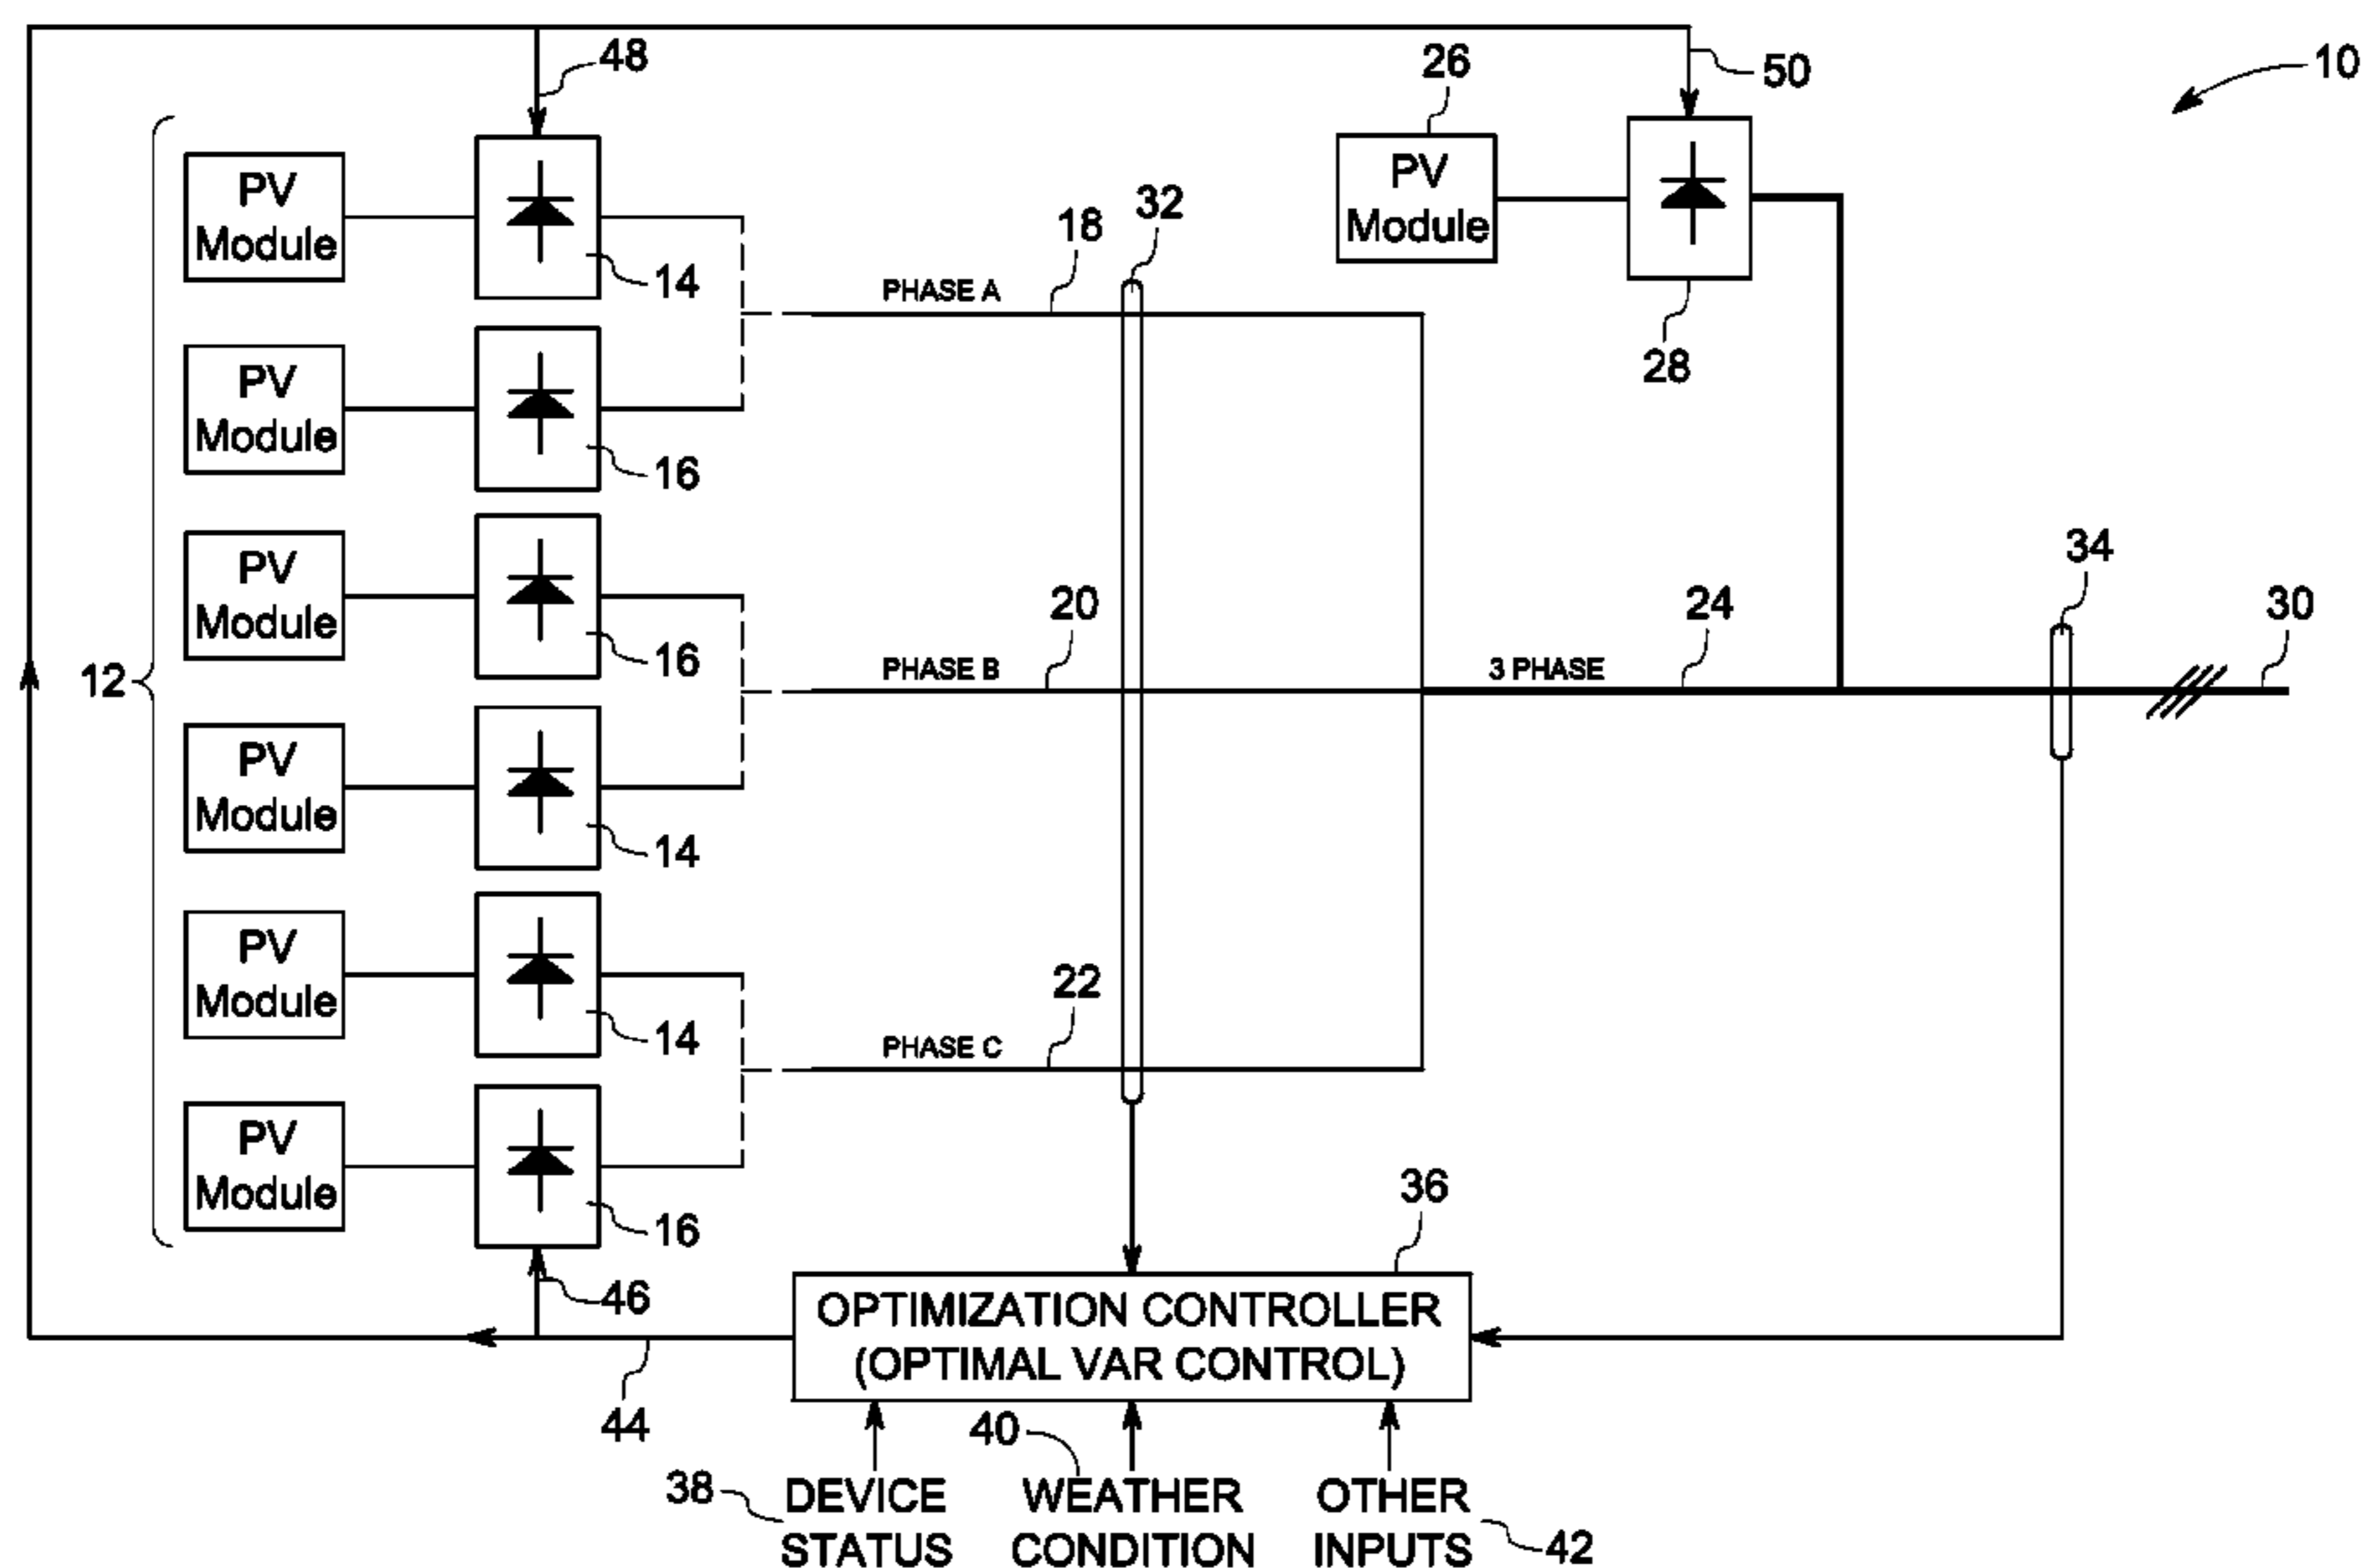 48
26
50
10
PV
Module
14
PV
Module
28
18
32
PHASE A
PV
Module
16
PV
Module
16
12
20
PHASE B
24
3 PHASE
34
30
PV
Module
14
PV
Module
14
22
PHASE C
PV
Module
16
46
36
OPTIMIZATION CONTROLLER
(OPTIMAL VAR CONTROL)
44
38
DEVICE
STATUS
40
WEATHER
CONDITION
OTHER
INPUTS
42